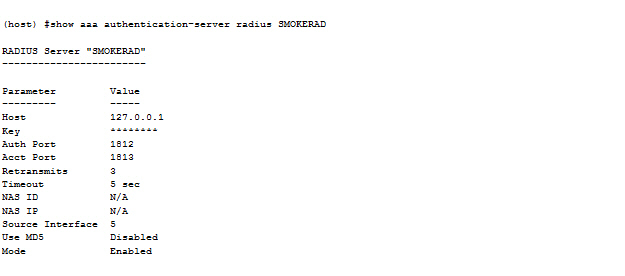 (host) #show aaa authentication-server radius SMOKERAD
RADIUS Server "SMOKERAD"
------------------------
Parameter         Value
---------         -----
Host              127.0.0.1
Key               ********
Auth Port         1812
Acct Port         1813
Retransmits       3
Timeout           5 sec
NAS ID            N/A
NAS IP            N/A
Source Interface  5
Use MD5           Disabled
Mode              Enabled